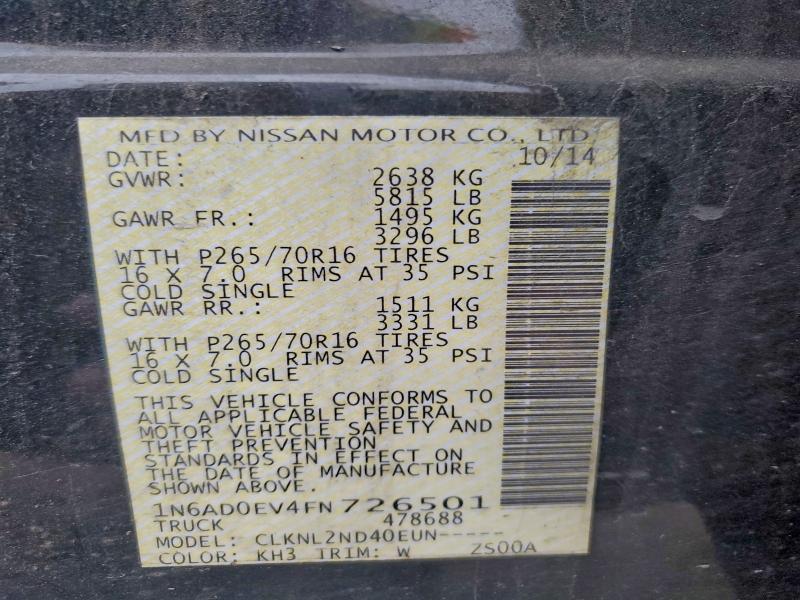 MFD BY NISSAN MOTOR CO., LTD
DATE: 10/14
GVWR: 2638 KG
5815 LB
GAWR FR.: 1495 KG
3296 LB
WITH P265/70R16 TIRES
16 X 7.0 RIMS AT 35 PSI
COLD SINGLE
GAWR RR.: 1511 KG
3331 LB
WITH P265/70R16 TIRES
16 X 7.0 RIMS AT 35 PSI
COLD SINGLE
THIS VEHICLE CONFORMS TO
ALL APPLICABLE FEDERAL
MOTOR VEHICLE SAFETY AND
THEFT PREVENTION
STANDARDS IN EFFECT ON
THE DATE OF MANUFACTURE
SHOWN ABOVE.
1N6AD0EV4FN726501
TRUCK 478688
MODEL: CLKNL2ND40EUN-----
COLOR: KH3 TRIM: W ZS00A